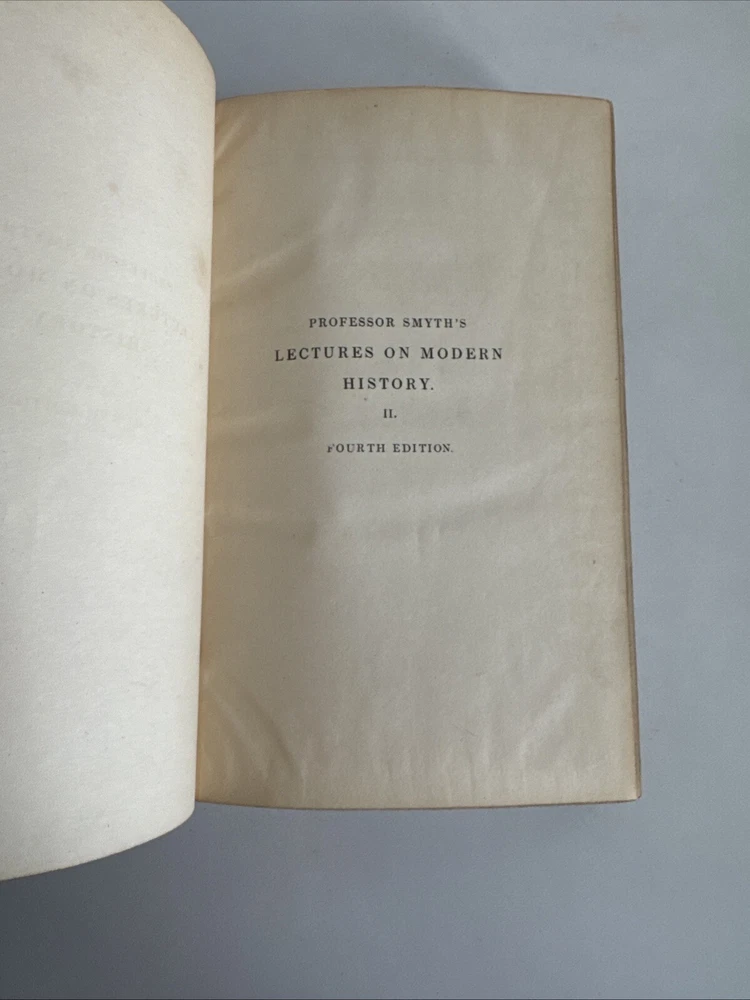 PROFESSOR SMYTH'S
LECTURES ON MODERN
HISTORY.
II.
FOURTH EDITION.